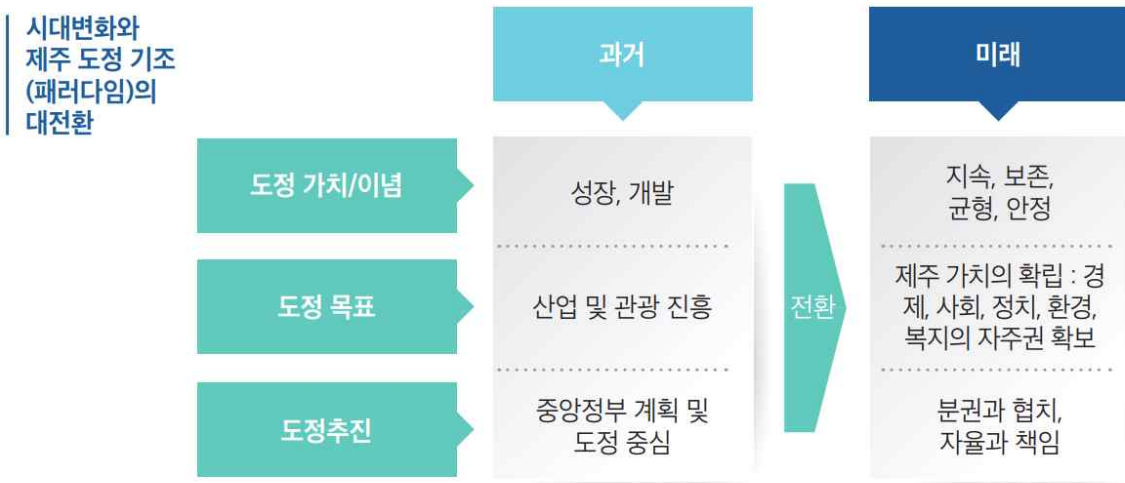 시대변화와
제주 도정 기조
(패러다임)의
대전환
과거
미래
도정 가치/이념
성장, 개발
지속, 보존,
균형, 안정
도정 목표
산업 및 관광 진흥
전환
제주 가치의 확립 : 경
제, 사회, 정치, 환경,
복지의 자주권 확보
도정추진
중앙정부 계획 및
도정 중심
분권과 협치,
자율과 책임